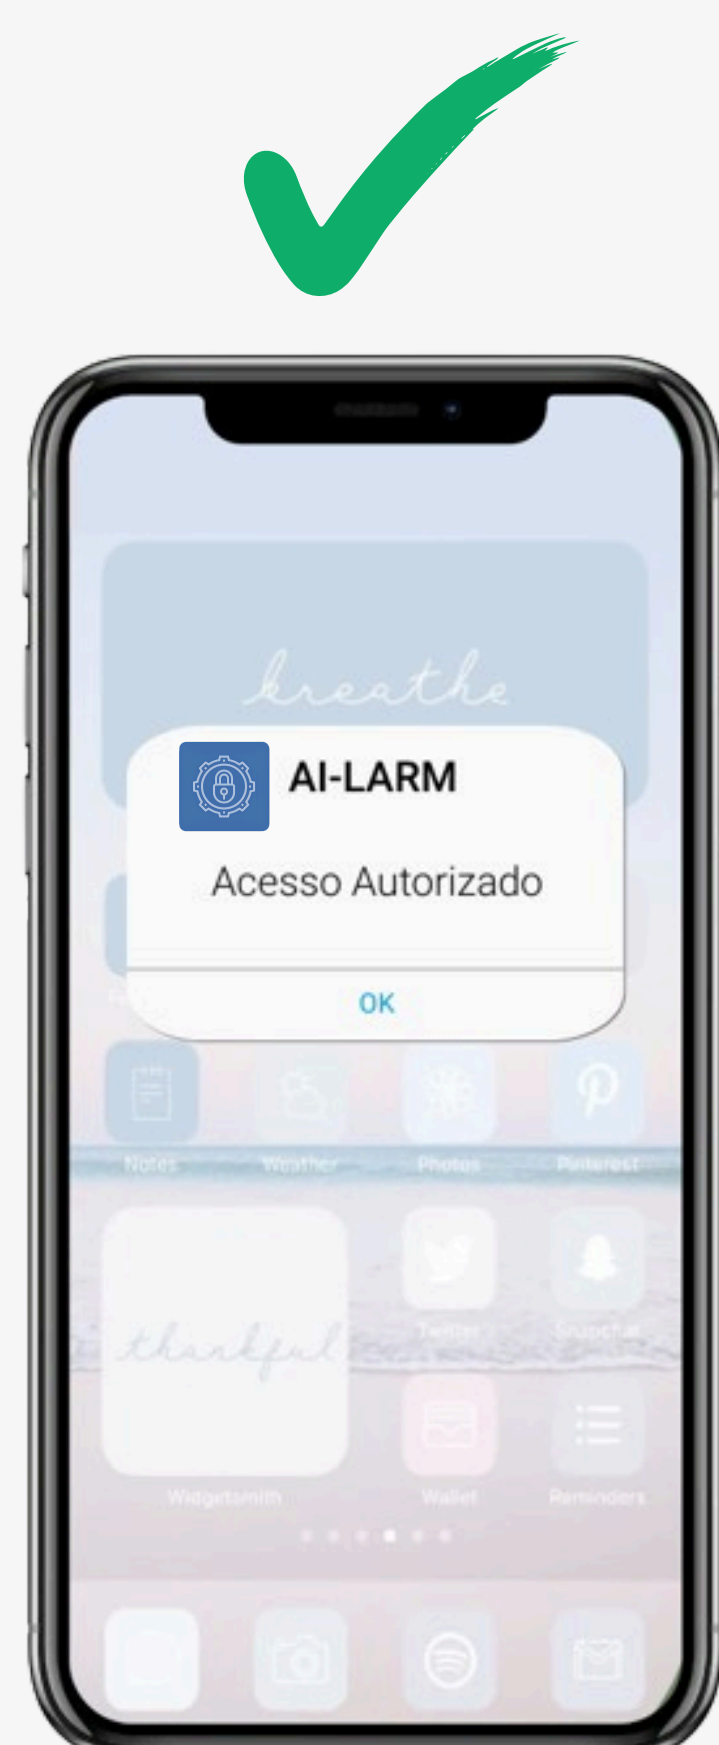 breathe
AI-LARM
Acesso Autorizado
OK
Notes Weather Photos Pinterest
Twitter Snapchat
thankful
Widgetsmith Wallet Reminders